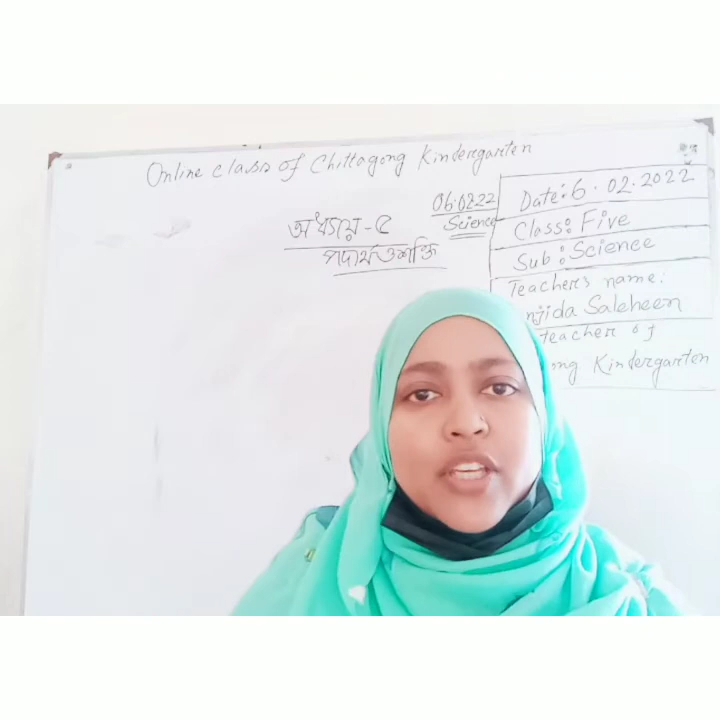 Online class of Chittagong Kindergarten
06.02.22
Science
অধ্যায়-৫
পদার্থ ও শক্তি
Date: 6.02.2022
Class: Five
Sub: Science
Teacher's name:
Saleheen
teacher of
Kindergarten